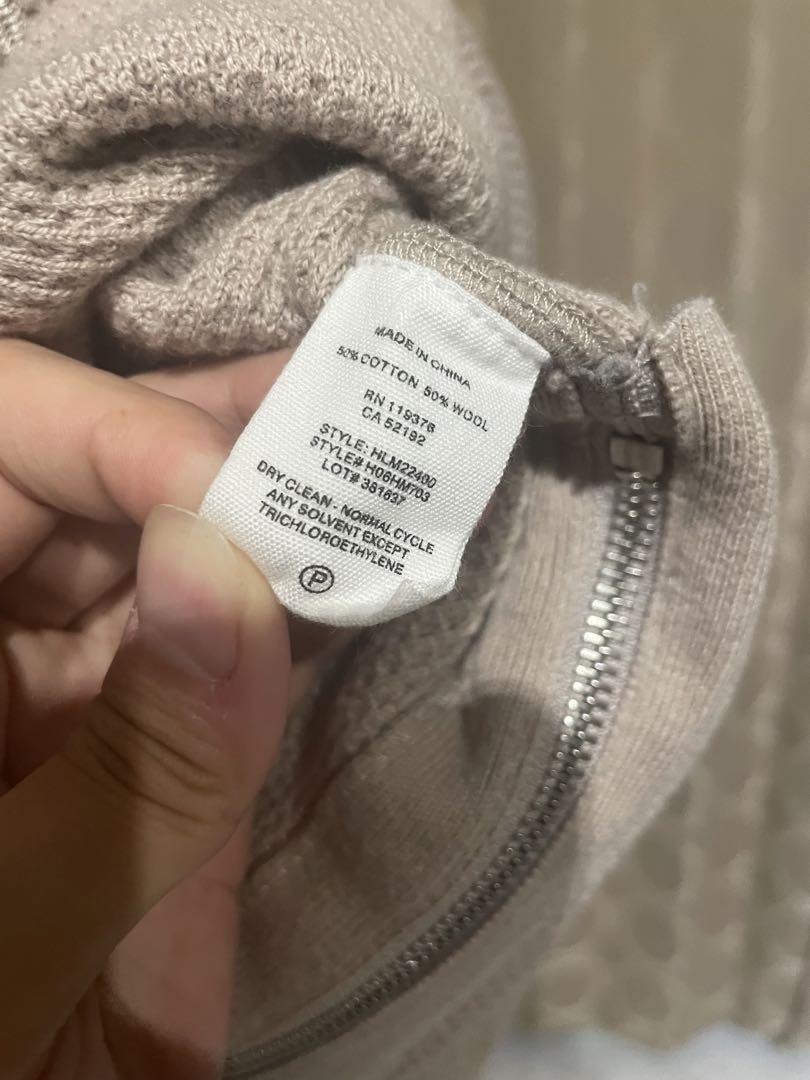 MADE IN CHINA
50% COTTON 50% WOOL
RN 119376
CA 52192
STYLE: HLM22400
STYLE# H06HM703
LOT# 381637
DRY CLEAN - NORMAL CYCLE
ANY SOLVENT EXCEPT
TRICHLOROETHYLENE
P